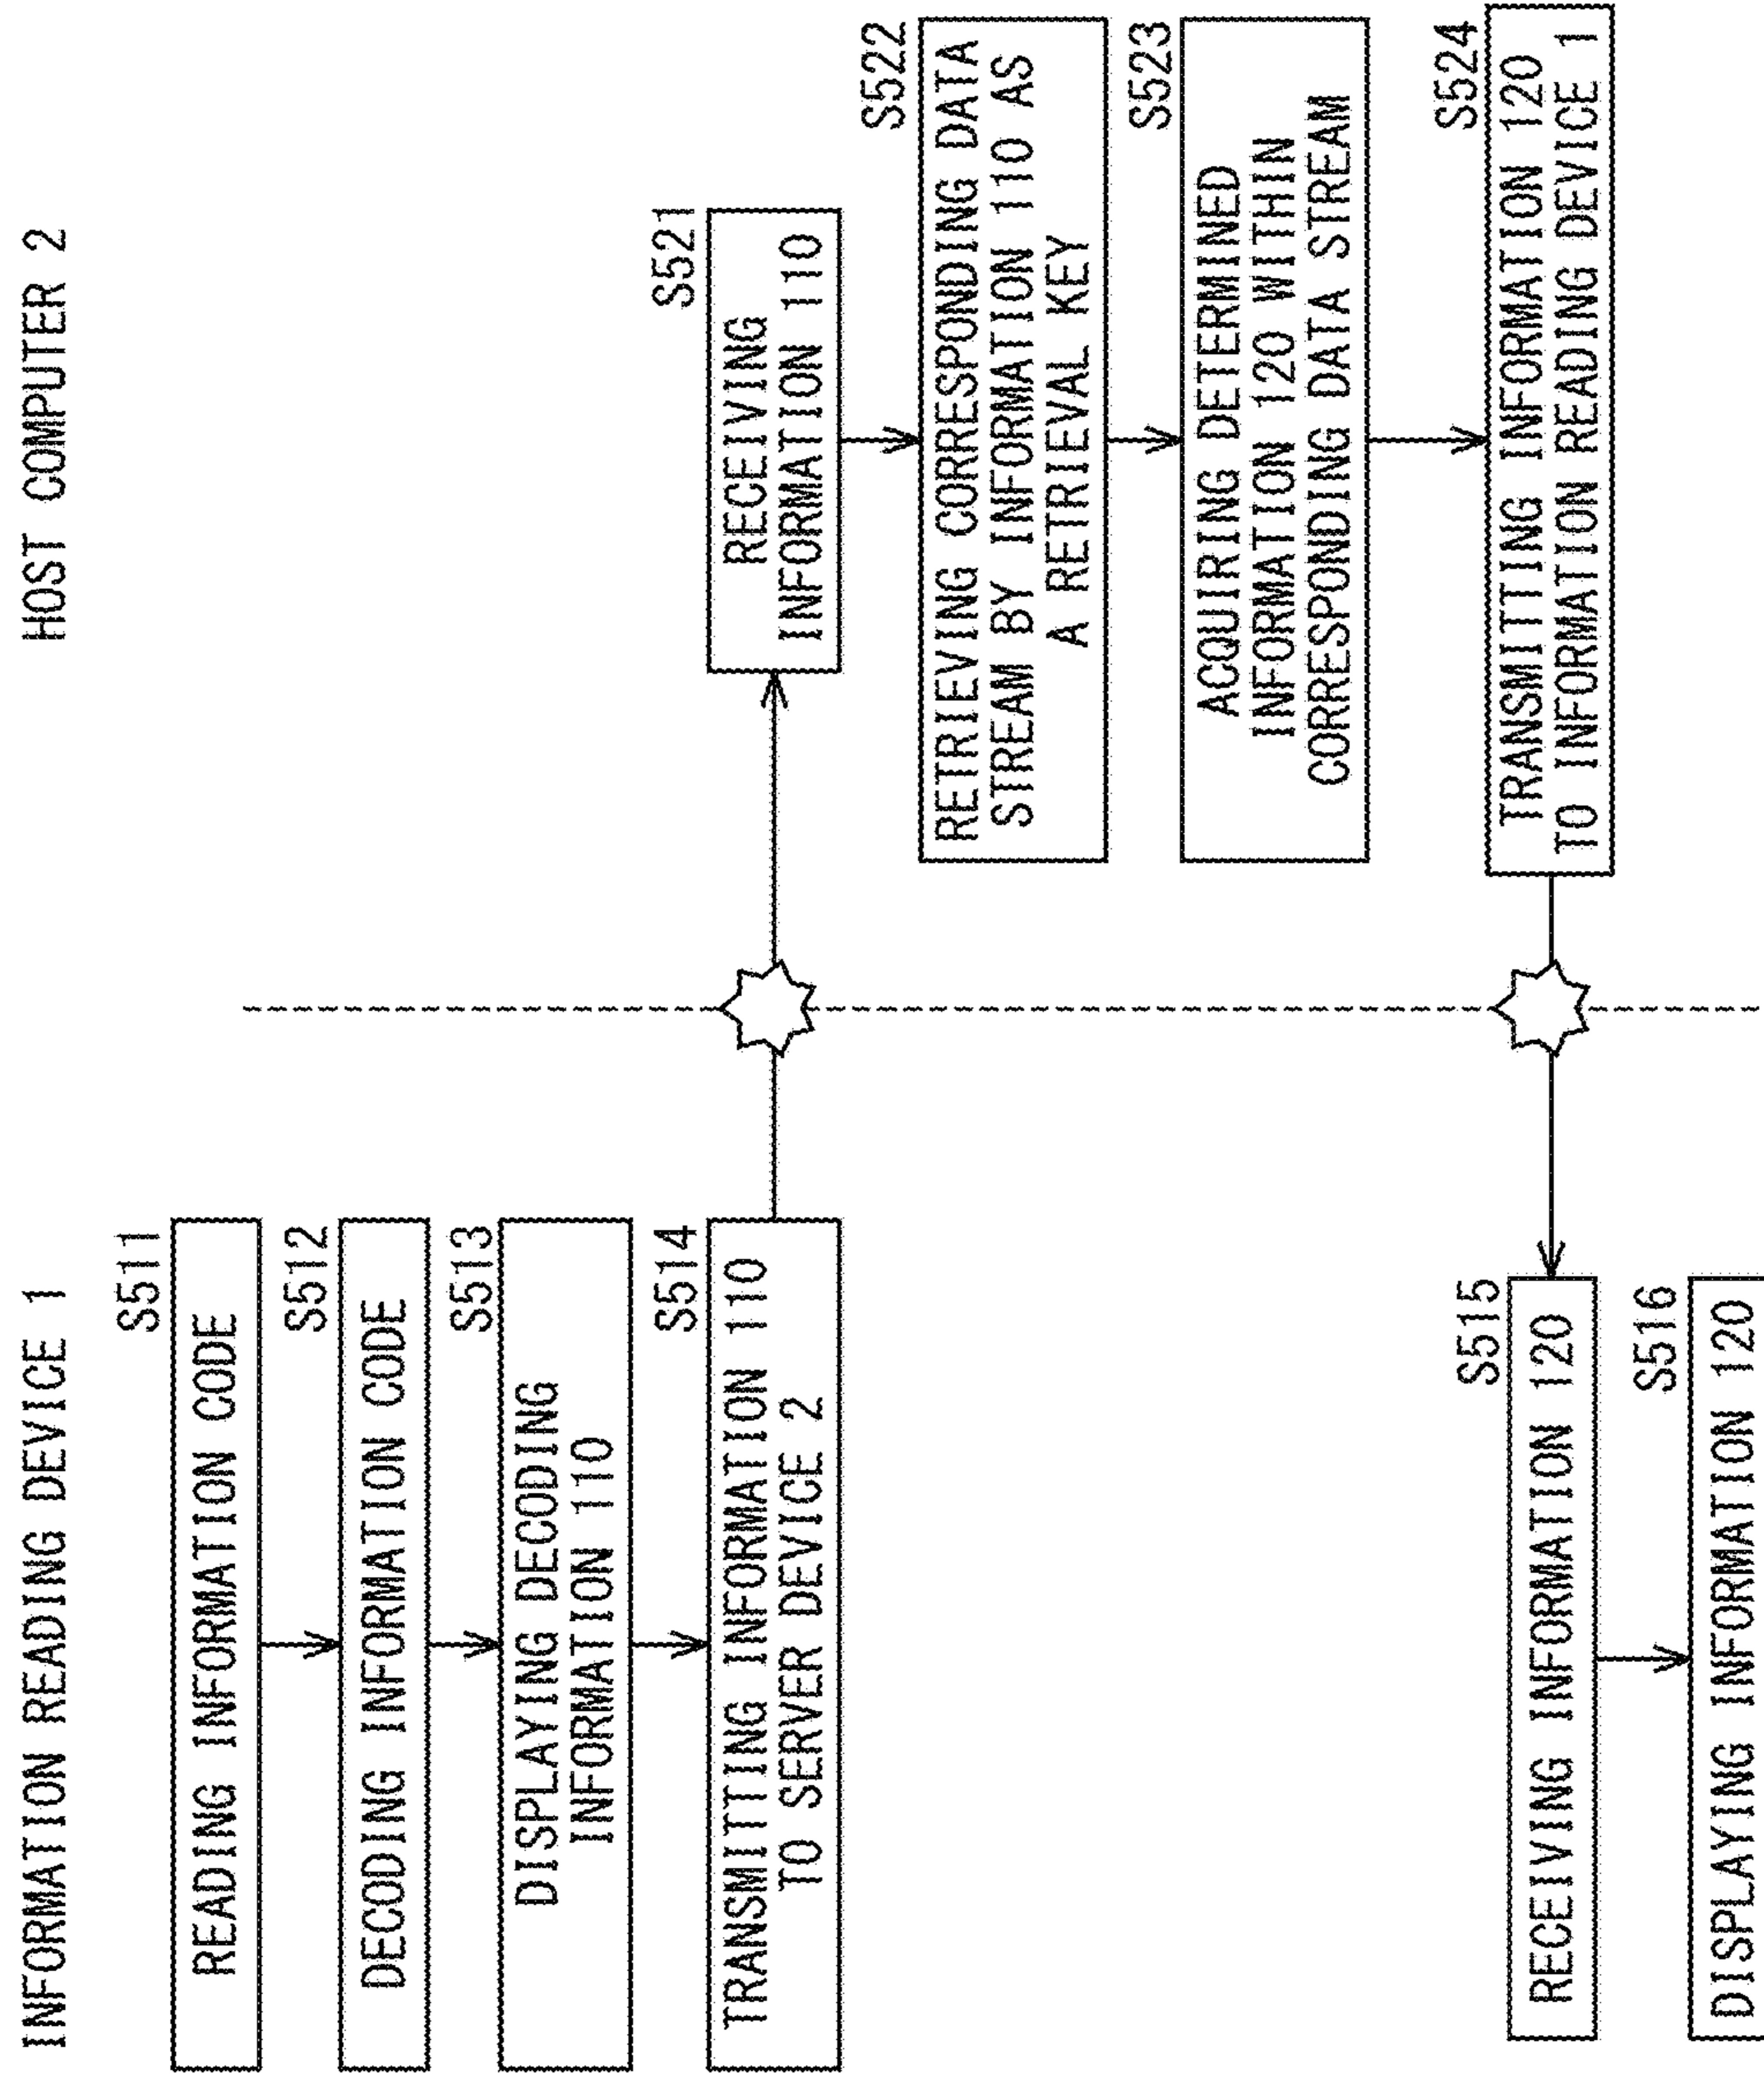 INFORMATION READING DEVICE 1
S511
READING INFORMATION CODE
S512
DECODING INFORMATION CODE
S513
DISPLAYING DECODING
INFORMATION 110
S514
TRANSMITTING INFORMATION 110
TO SERVER DEVICE 2
S515
RECEIVING INFORMATION 120
S516
DISPLAYING INFORMATION 120
HOST COMPUTER 2
S521
RECEIVING
INFORMATION 110
S522
RETRIEVING CORRESPONDING DATA
STREAM BY INFORMATION 110 AS
A RETRIEVAL KEY
S523
ACQUIRING DETERMINED
INFORMATION 120 WITHIN
CORRESPONDING DATA STREAM
S524
TRANSMITTING INFORMATION 120
TO INFORMATION READING DEVICE 1